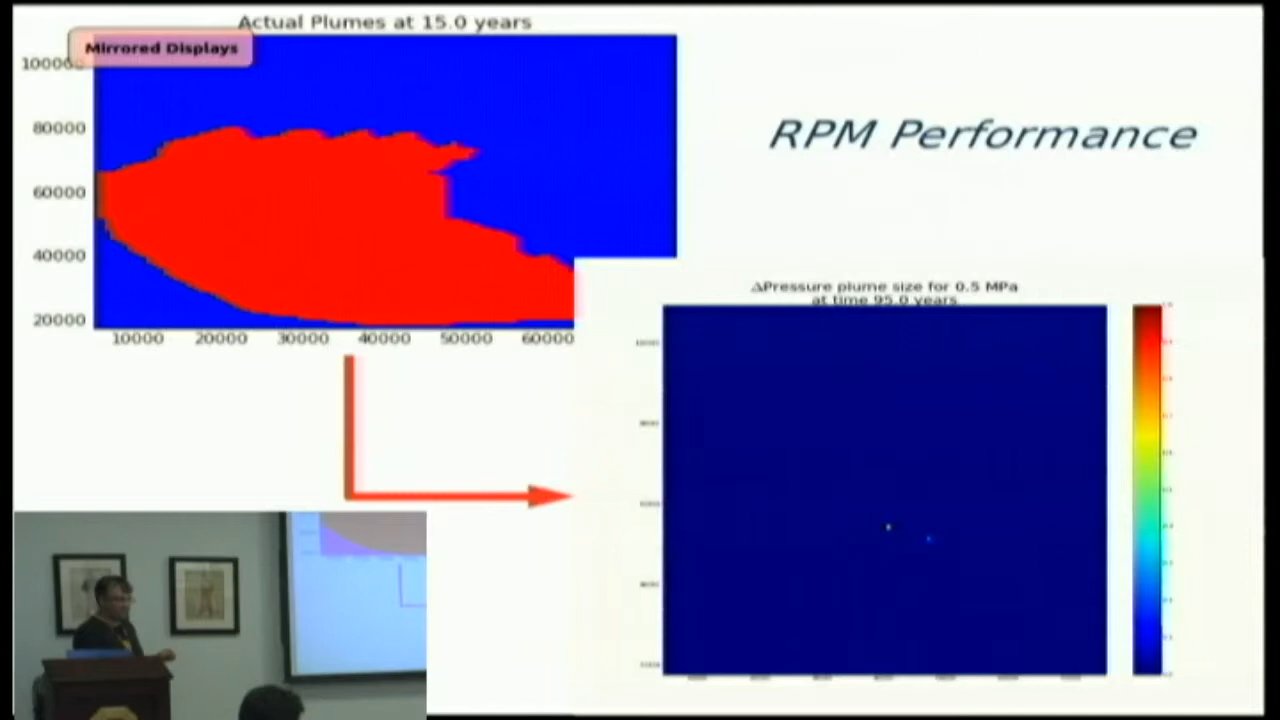 Actual Plumes at 15.0 years
Mirrored Displays
80000
60000
40000
20000
10000 20000 30000 40000 50000 60000
RPM Performance
ΔPressure plume size for 0.5 MPa
at time 95.0 years